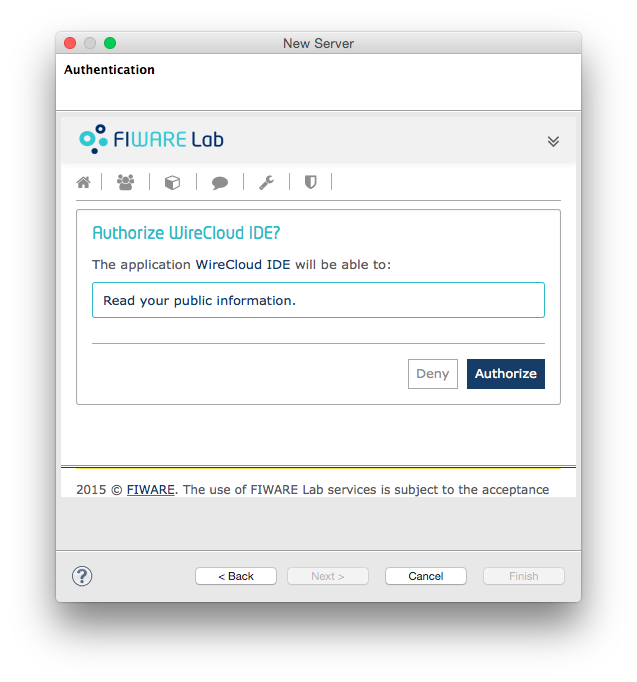 New Server
Authentication
FIWARE Lab
Authorize WireCloud IDE?
The application WireCloud IDE will be able to:
Read your public information.
Deny
Authorize
2015 © FIWARE. The use of FIWARE Lab services is subject to the acceptance
?
< Back
Next >
Cancel
Finish